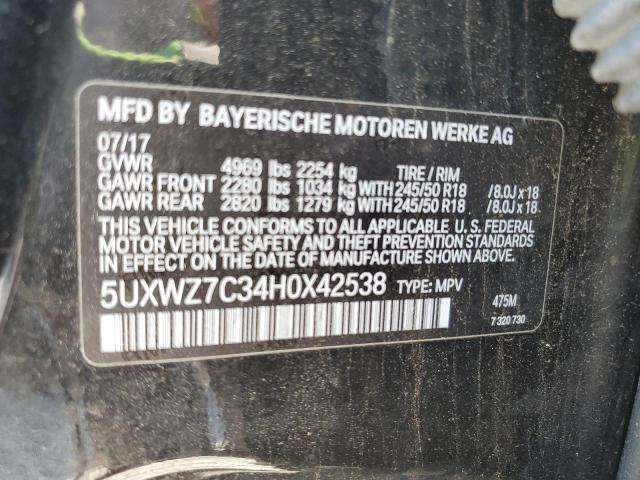 MFD BY BAYERISCHE MOTOREN WERKE AG
07/17
GVWR 4969 lbs 2254 kg TIRE / RIM
GAWR FRONT 2280 lbs 1034 kg WITH 245/50 R18 /8.0J x 18
GAWR REAR 2820 lbs 1279 kg WITH 245/50 R18 /8.0J x 18
THIS VEHICLE CONFORMS TO ALL APPLICABLE U. S. FEDERAL
MOTOR VEHICLE SAFETY AND THEFT PREVENTION STANDARDS
IN EFFECT ON THE DATE OF MANUFACTURE SHOWN ABOVE.
5UXWZ7C34H0X42538 TYPE: MPV
475M
7 320 730